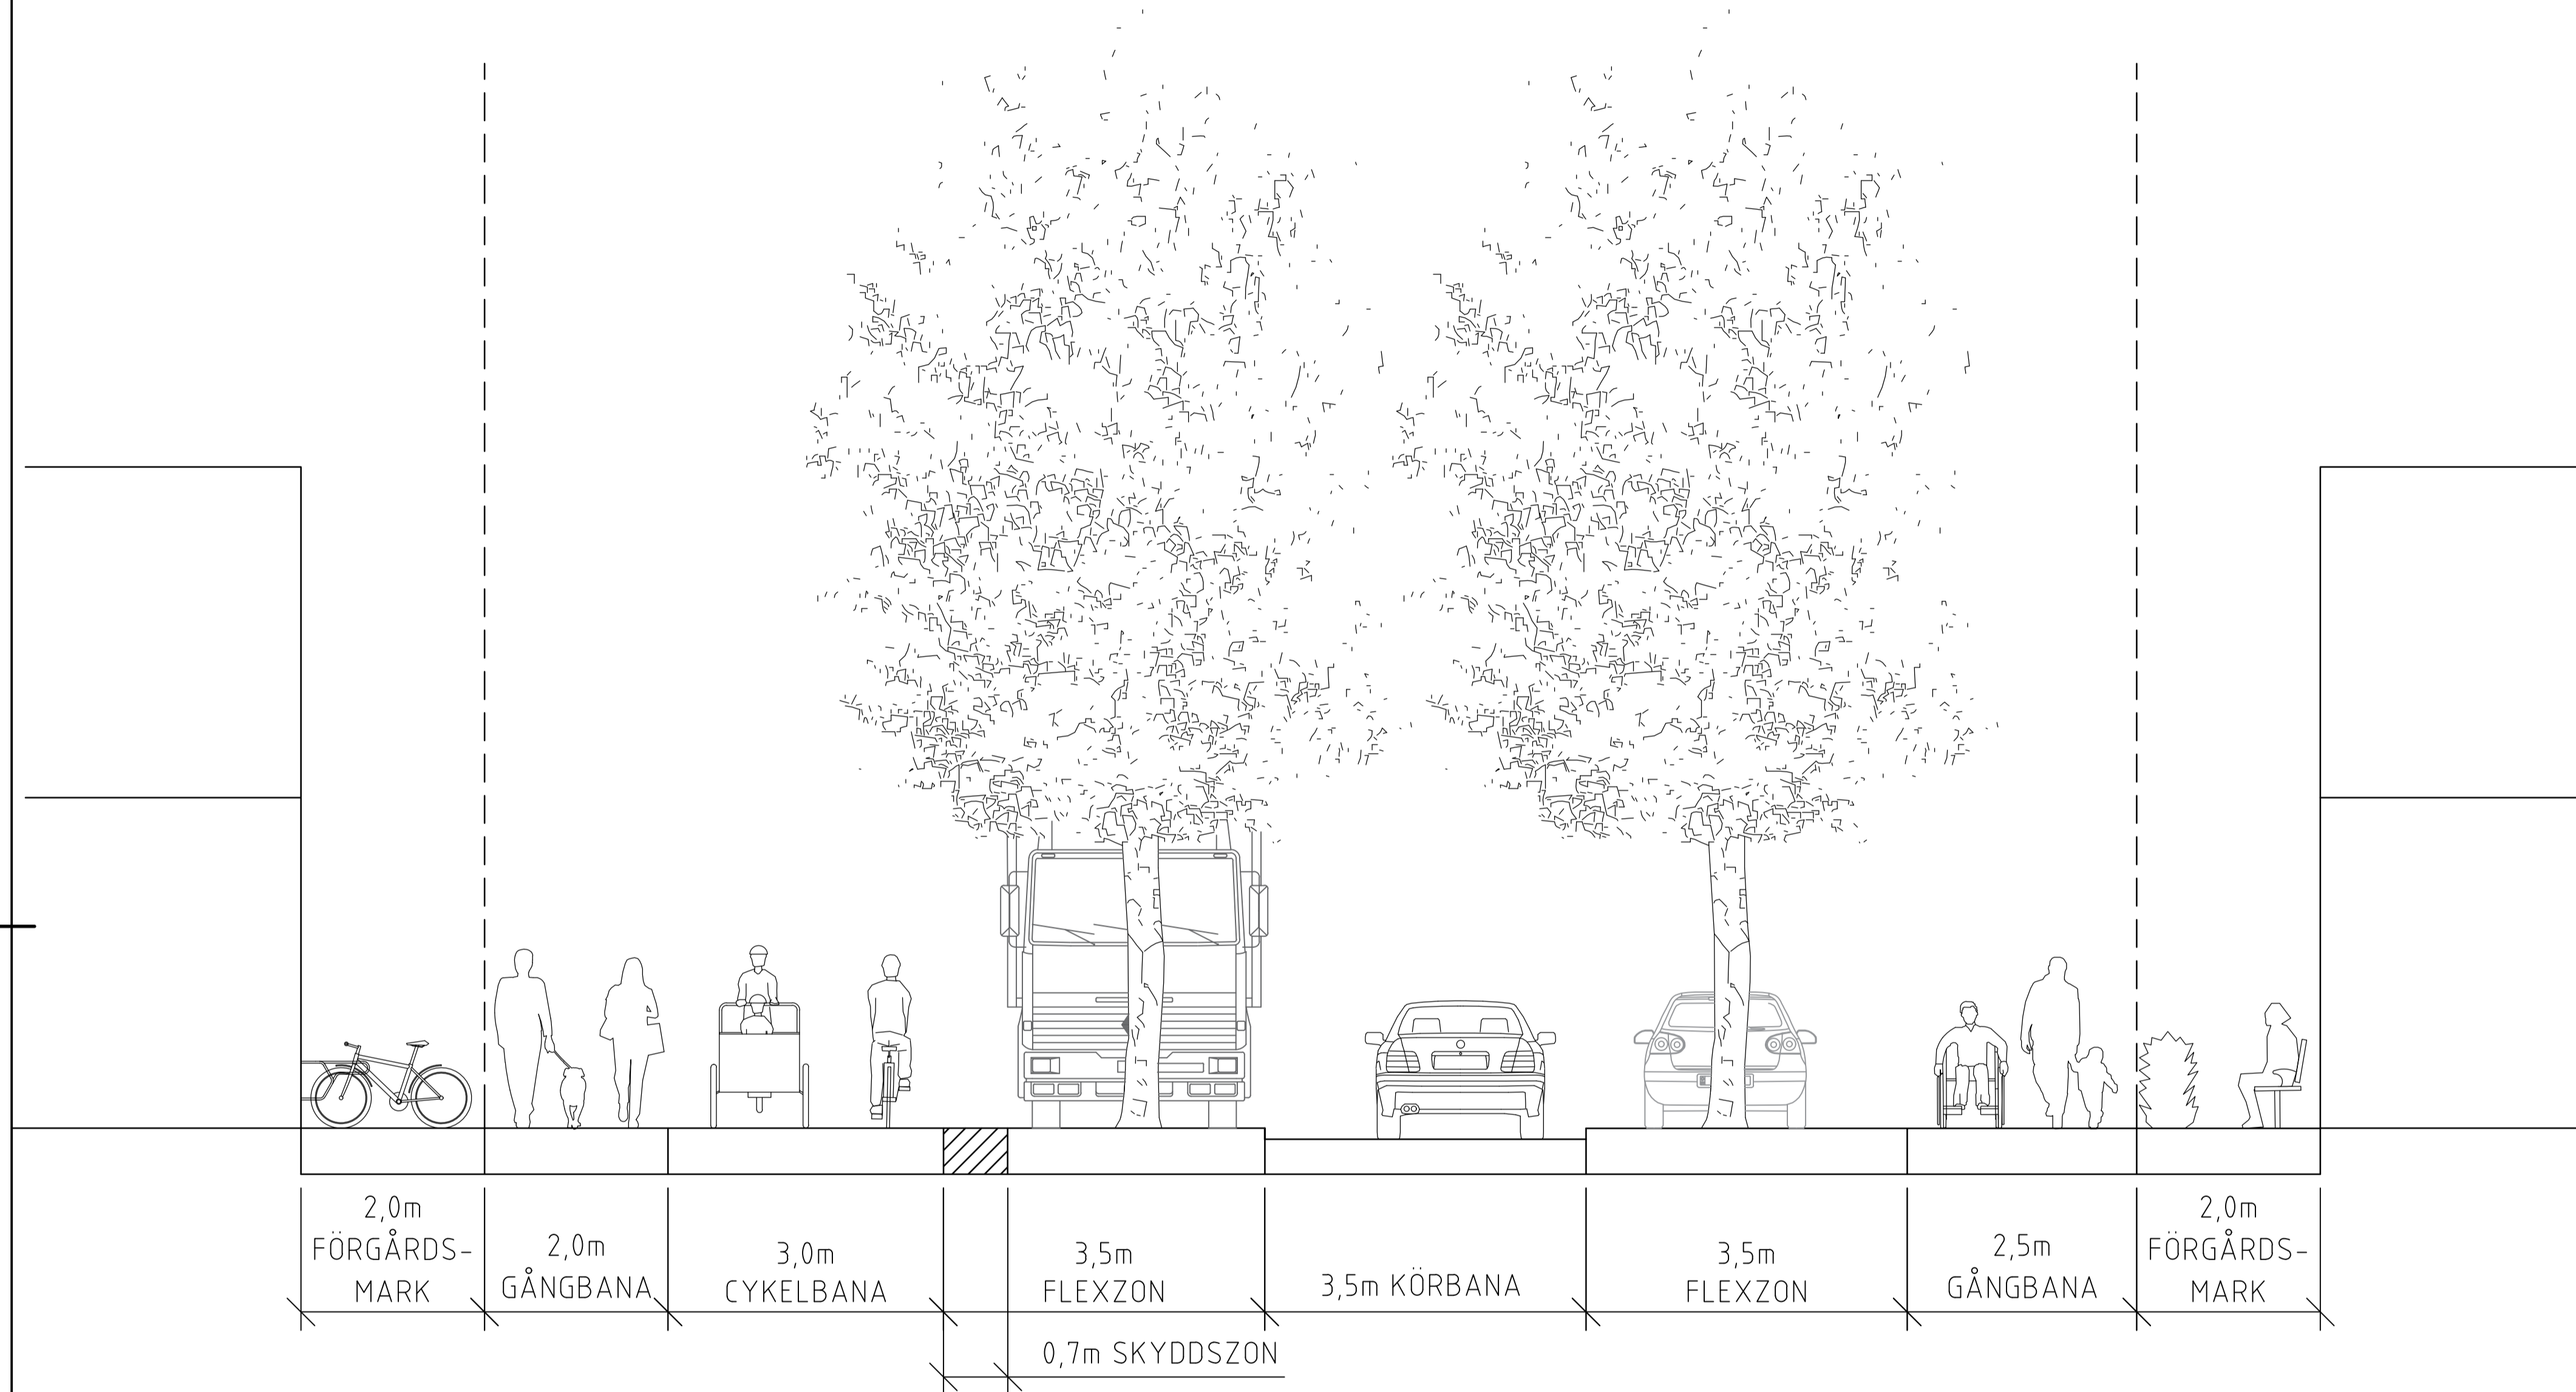 2,0m
FÖRGÅRDS-
MARK
2,0m
GÅNGBANA
3,0m
CYKELBANA
3,5m
FLEXZON
3,5m KÖRBANA
3,5m
FLEXZON
2,5m
GÅNGBANA
2,0m
FÖRGÅRDS-
MARK
0,7m SKYDDSZON